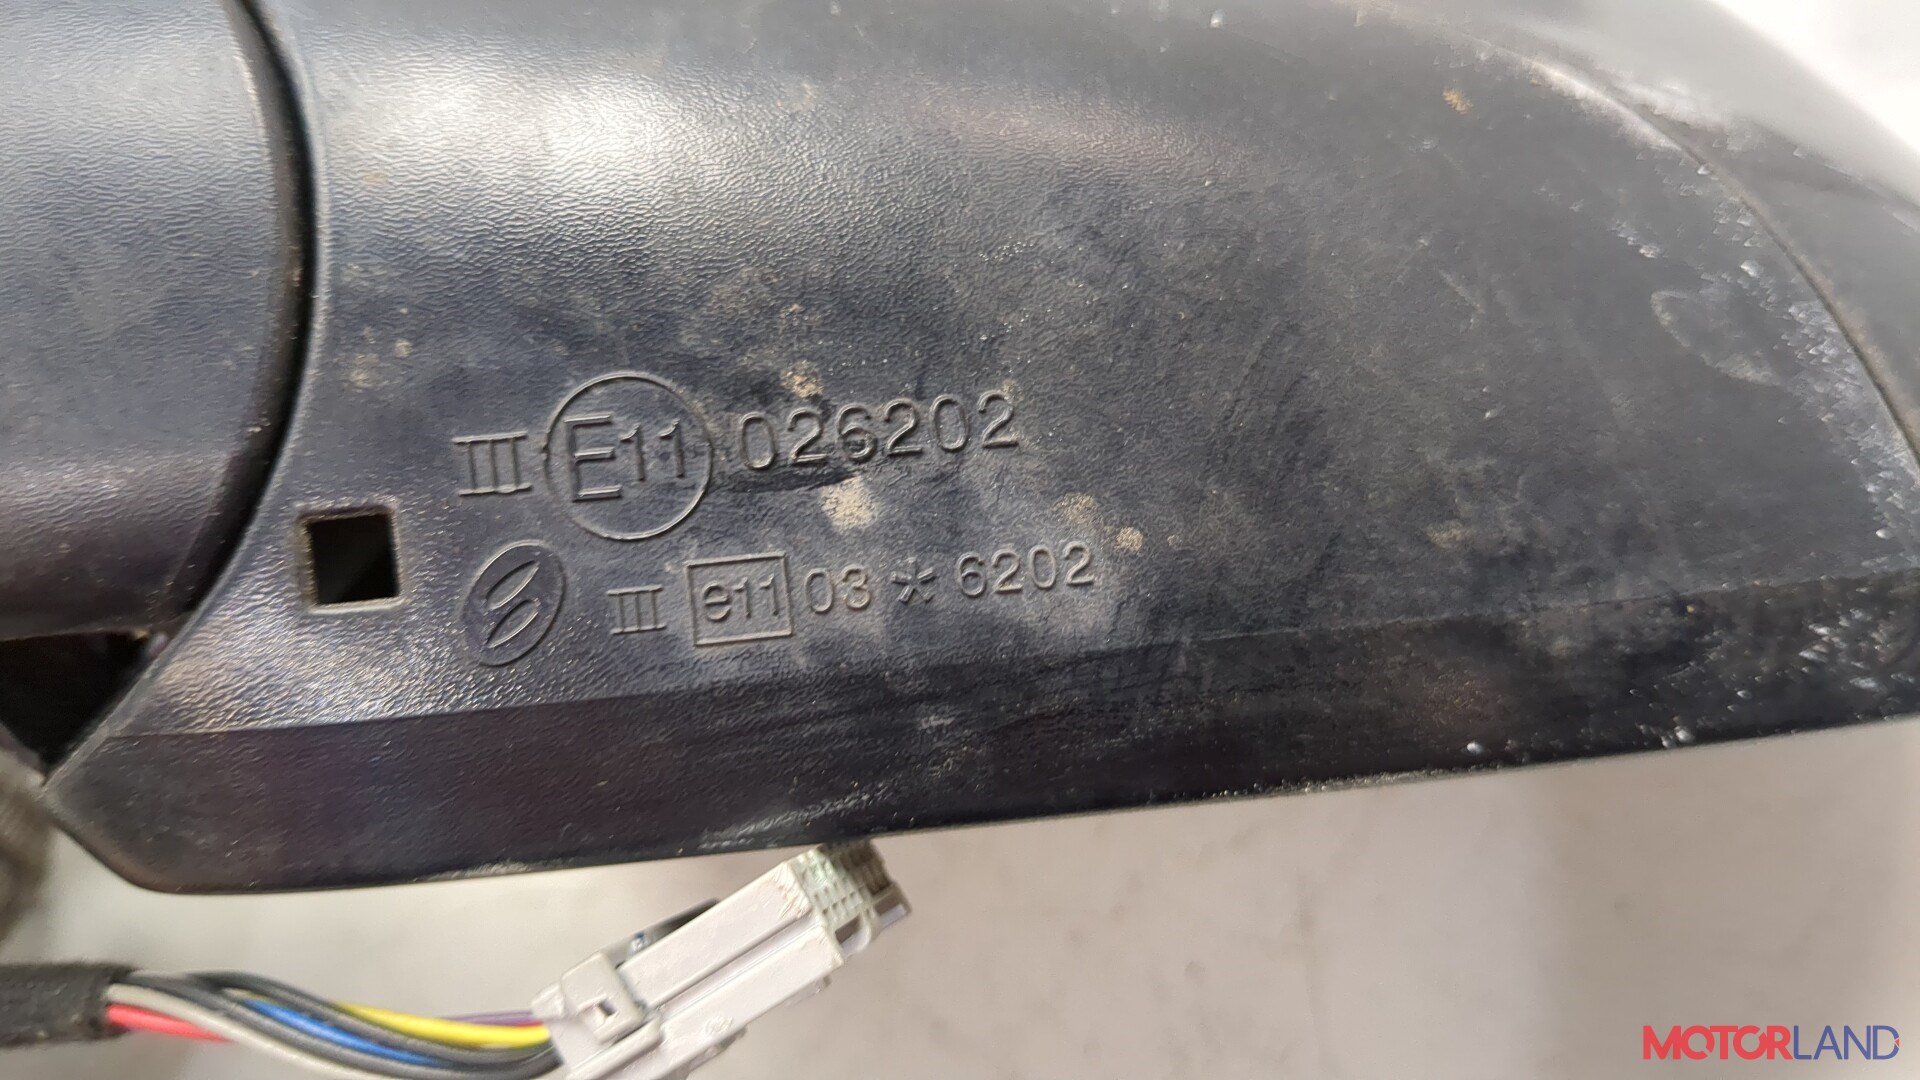 III E11 026202
III e11 03 * 6202
MOTORLAND